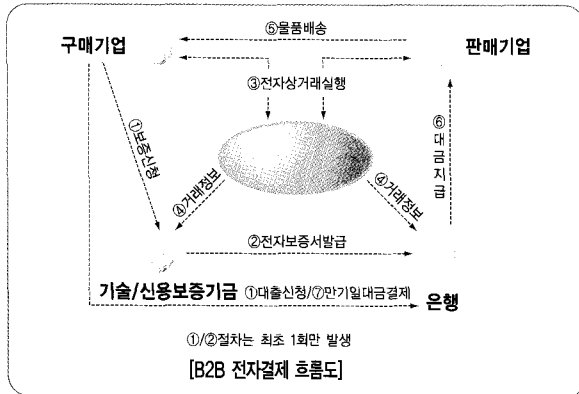 ⑤물품배송
구매기업
판매기업
③전자상거래실행
①보증신청
⑥대금지급
④거래정보
④거래정보
②전자보증서발급
기술/신용보증기금
①대출신청/⑦만기일대금결제
은행
①/②절차는 최초 1회만 발생
[B2B 전자결제 흐름도]